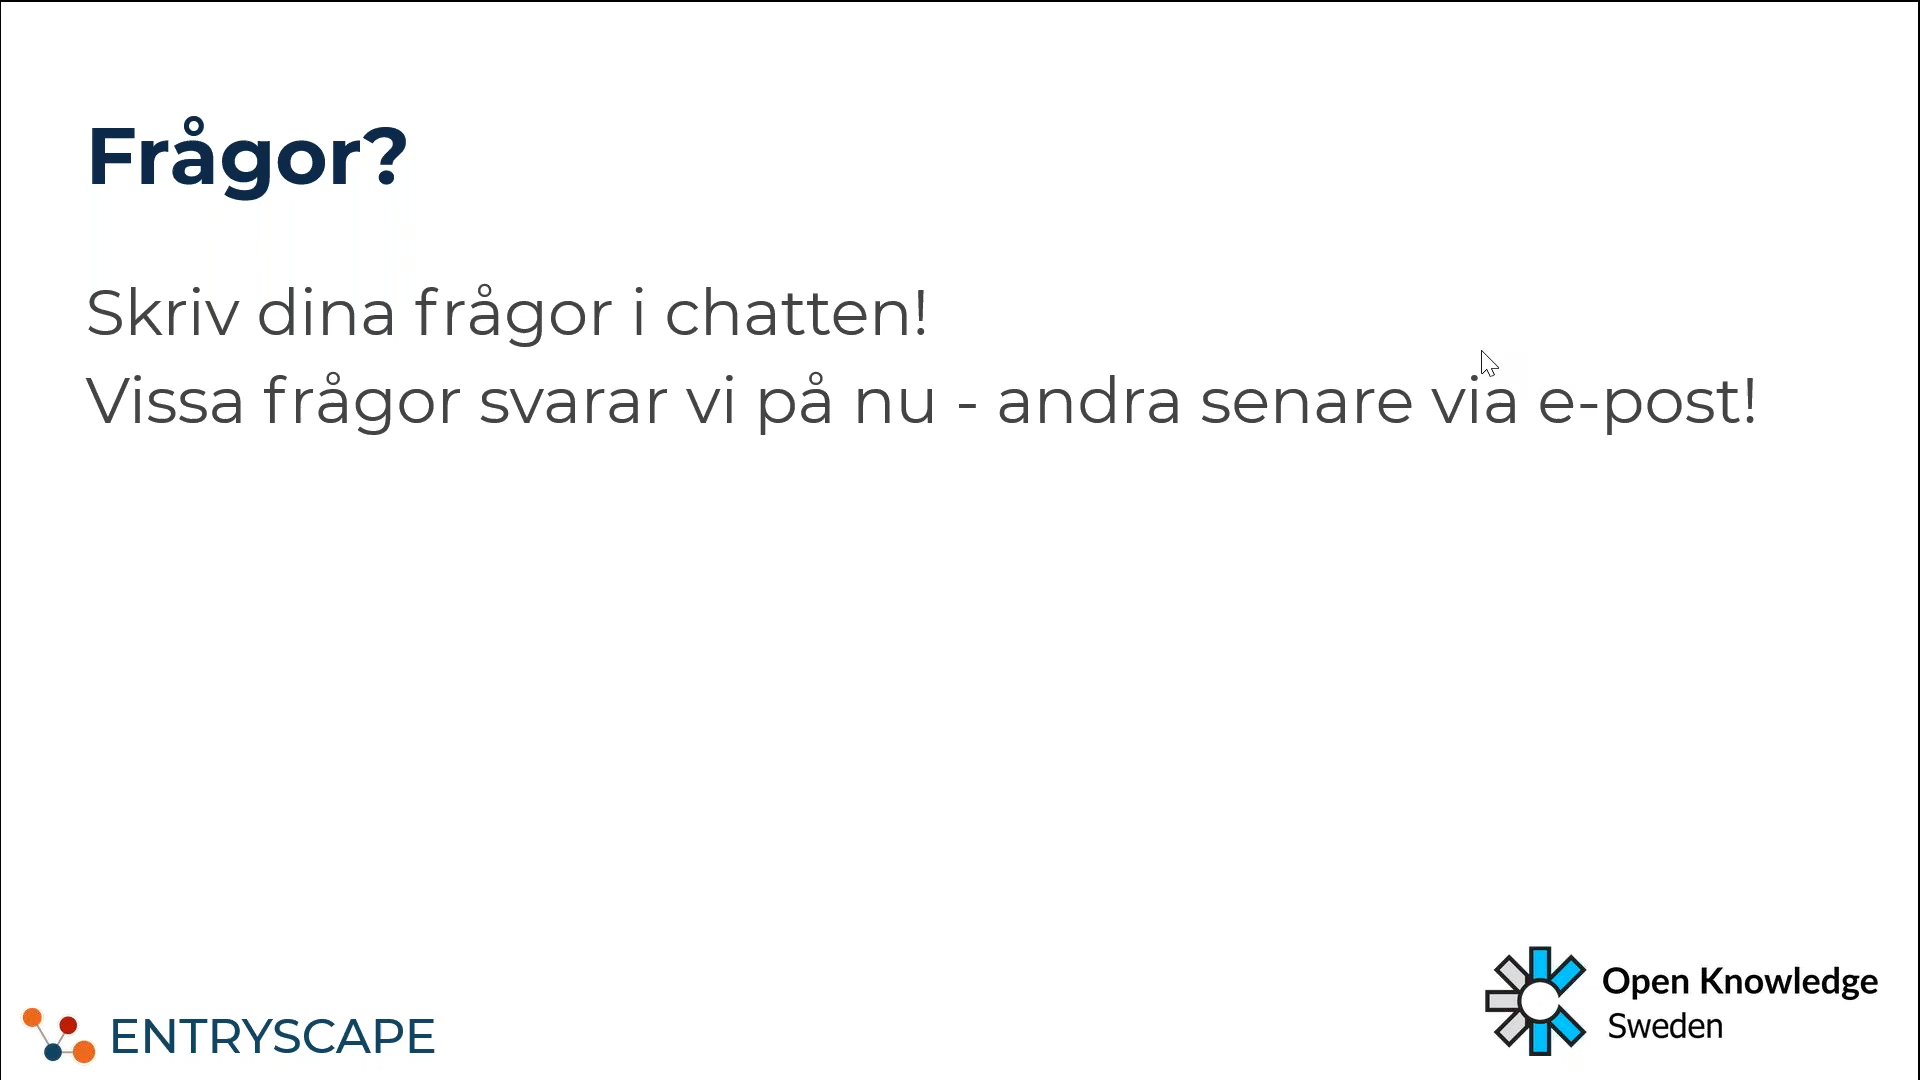 Frågor?
Skriv dina frågor i chatten!
Vissa frågor svarar vi på nu - andra senare via e-post!
ENTRYSCAPE
Open Knowledge
Sweden